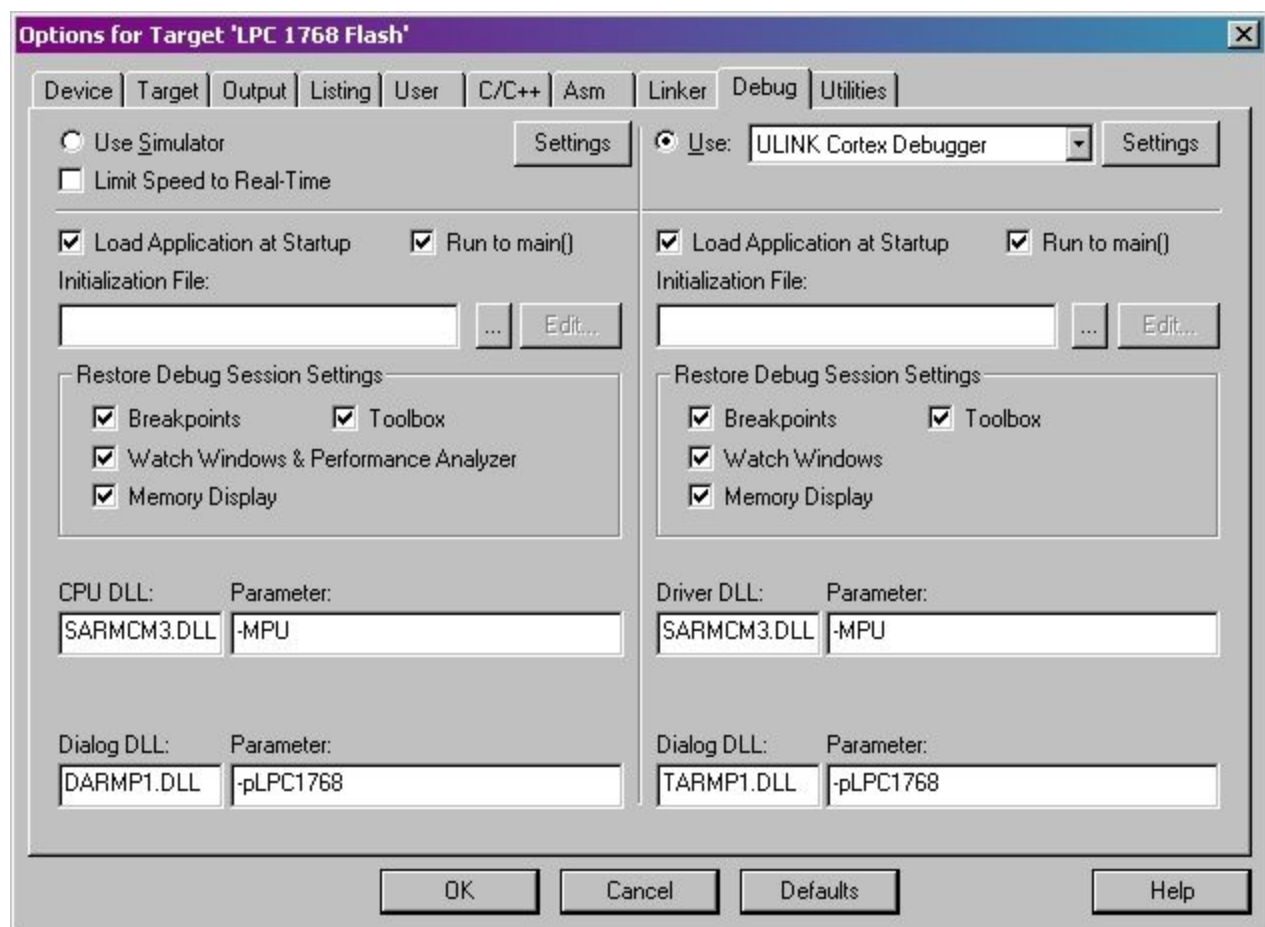 Options for Target 'LPC 1768 Flash'
Device Target Output Listing User C/C++ Asm Linker Debug Utilities
Use Simulator Settings Use: ULINK Cortex Debugger Settings
Limit Speed to Real-Time
Load Application at Startup Run to main() Load Application at Startup Run to main()
Initialization File: Initialization File:
... Edit... ... Edit...
Restore Debug Session Settings Restore Debug Session Settings
Breakpoints Toolbox Breakpoints Toolbox
Watch Windows & Performance Analyzer Watch Windows
Memory Display Memory Display
CPU DLL: Parameter: Driver DLL: Parameter:
SARMCM3.DLL -MPU SARMCM3.DLL -MPU
Dialog DLL: Parameter: Dialog DLL: Parameter:
DARMP1.DLL -pLPC1768 TARMP1.DLL -pLPC1768
OK Cancel Defaults Help